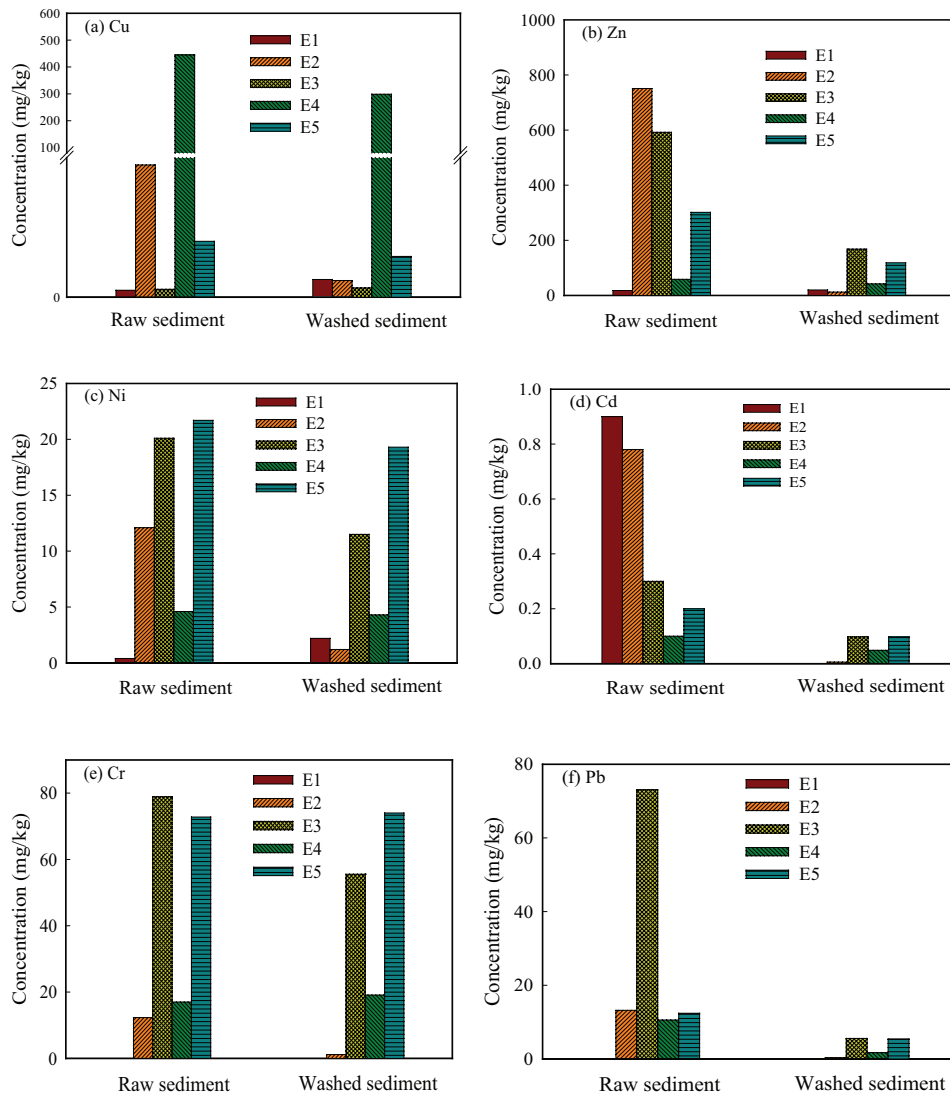 (a) Cu
Concentration (mg/kg)
600
500
400
300
200
100
0
E1
E2
E3
E4
E5
Raw sediment
Washed sediment
(b) Zn
Concentration (mg/kg)
1000
800
600
400
200
0
E1
E2
E3
E4
E5
Raw sediment
Washed sediment
(c) Ni
Concentration (mg/kg)
25
20
15
10
5
0
E1
E2
E3
E4
E5
Raw sediment
Washed sediment
(d) Cd
Concentration (mg/kg)
1.0
0.8
0.6
0.4
0.2
0.0
E1
E2
E3
E4
E5
Raw sediment
Washed sediment
(e) Cr
Concentration (mg/kg)
80
60
40
20
0
E1
E2
E3
E4
E5
Raw sediment
Washed sediment
(f) Pb
Concentration (mg/kg)
80
60
40
20
0
E1
E2
E3
E4
E5
Raw sediment
Washed sediment